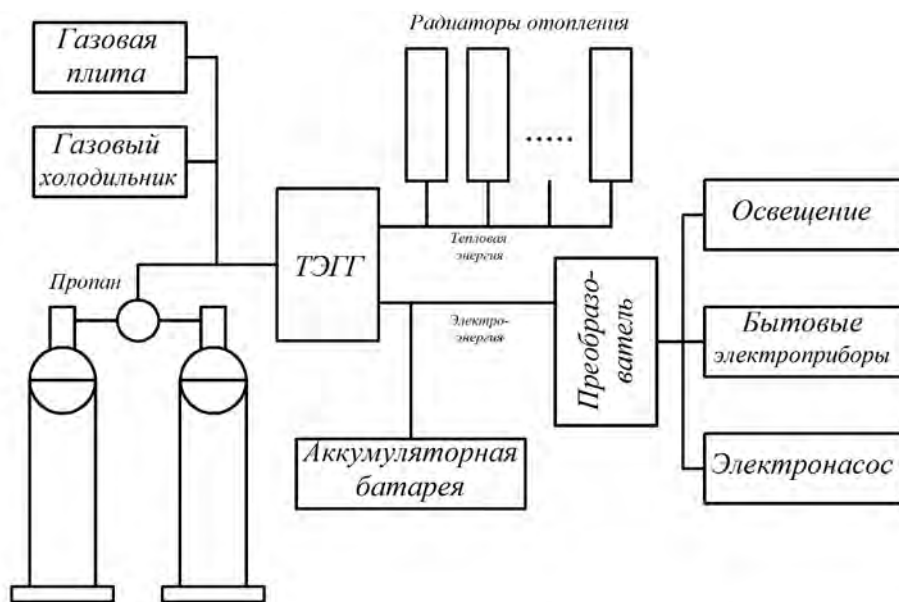 Радиаторы отопления
Газовая
плита
Газовый
холодильник
.....
Освещение
ТЭГГ
Тепловая
энергия
Пропан
Преобразо-
ватель
Электро-
энергия
Бытовые
электроприборы
Аккумуляторная
батарея
Электронасос